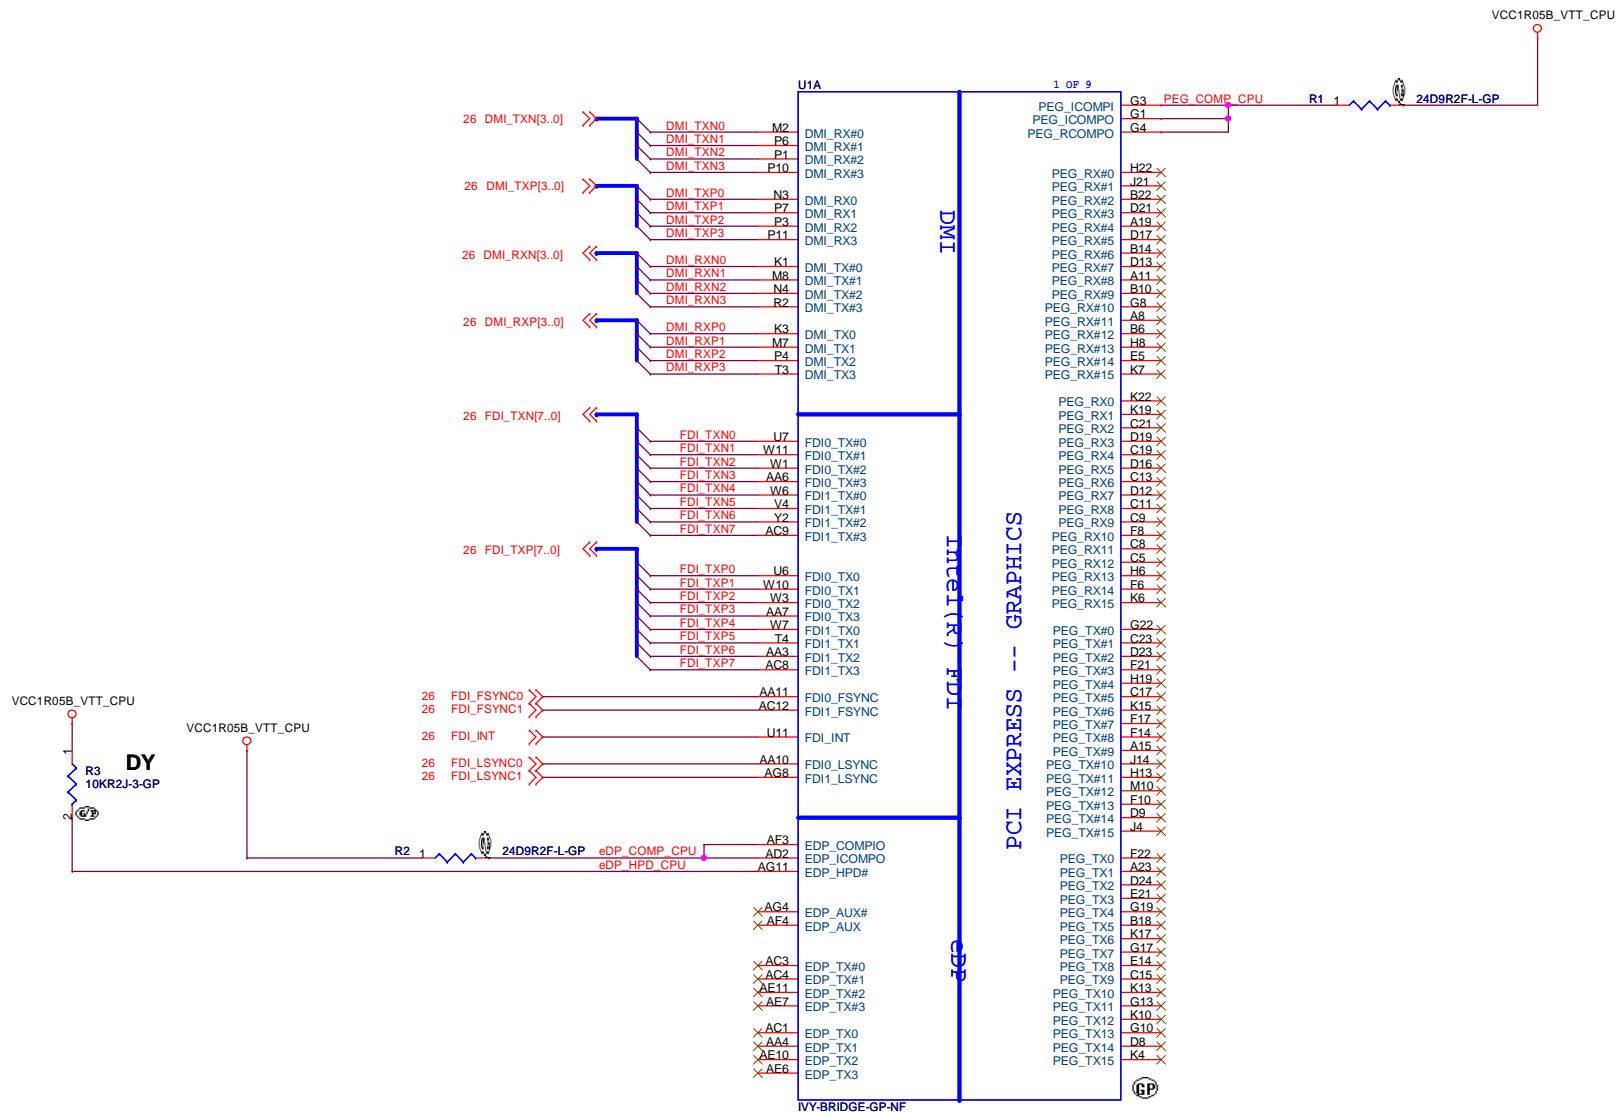 VCC1R05B_VTT_CPU
U1A
1 OF 9
26 DMI_TXN[3..0]
DMI_TXN0 M2 DMI_RX#0
DMI_TXN1 P6 DMI_RX#1
DMI_TXN2 P1 DMI_RX#2
DMI_TXN3 P10 DMI_RX#3
26 DMI_TXP[3..0]
DMI_TXP0 N3 DMI_RX0
DMI_TXP1 P7 DMI_RX1
DMI_TXP2 P3 DMI_RX2
DMI_TXP3 P11 DMI_RX3
26 DMI_RXN[3..0]
DMI_RXN0 K1 DMI_TX#0
DMI_RXN1 M8 DMI_TX#1
DMI_RXN2 N4 DMI_TX#2
DMI_RXN3 R2 DMI_TX#3
26 DMI_RXP[3..0]
DMI_RXP0 K3 DMI_TX0
DMI_RXP1 M7 DMI_TX1
DMI_RXP2 P4 DMI_TX2
DMI_RXP3 T3 DMI_TX3
DMI
26 FDI_TXN[7..0]
FDI_TXN0 U7 FDI0_TX#0
FDI_TXN1 W11 FDI0_TX#1
FDI_TXN2 W1 FDI0_TX#2
FDI_TXN3 AA6 FDI0_TX#3
FDI_TXN4 W6 FDI1_TX#0
FDI_TXN5 V4 FDI1_TX#1
FDI_TXN6 Y2 FDI1_TX#2
FDI_TXN7 AC9 FDI1_TX#3
26 FDI_TXP[7..0]
FDI_TXP0 U6 FDI0_TX0
FDI_TXP1 W10 FDI0_TX1
FDI_TXP2 W3 FDI0_TX2
FDI_TXP3 AA7 FDI0_TX3
FDI_TXP4 W7 FDI1_TX0
FDI_TXP5 T4 FDI1_TX1
FDI_TXP6 AA3 FDI1_TX2
FDI_TXP7 AC8 FDI1_TX3
26 FDI_FSYNC0 AA11 FDI0_FSYNC
26 FDI_FSYNC1 AC12 FDI1_FSYNC
26 FDI_INT U11 FDI_INT
26 FDI_LSYNC0 AA10 FDI0_LSYNC
26 FDI_LSYNC1 AG8 FDI1_LSYNC
Intel(R) FDI
VCC1R05B_VTT_CPU
VCC1R05B_VTT_CPU
1
DY
R3
10KR2J-3-GP
2 G/P
R2 1 24D9R2F-L-GP
eDP_COMP_CPU
eDP_HPD_CPU
AF3 EDP_COMPIO
AD2 EDP_ICOMPO
AG11 EDP_HPD#
AG4 EDP_AUX#
AF4 EDP_AUX
AC3 EDP_TX#0
AC4 EDP_TX#1
AE11 EDP_TX#2
AE7 EDP_TX#3
AC1 EDP_TX0
AA4 EDP_TX1
AE10 EDP_TX2
AE6 EDP_TX3
eDP
IVY-BRIDGE-GP-NF
PCI EXPRESS -- GRAPHICS
PEG_ICOMPI G3 PEG_COMP_CPU R1 1 24D9R2F-L-GP
PEG_ICOMPO G1
PEG_RCOMPO G4
PEG_RX#0 H22
PEG_RX#1 J21
PEG_RX#2 B22
PEG_RX#3 D21
PEG_RX#4 A19
PEG_RX#5 D17
PEG_RX#6 B14
PEG_RX#7 D13
PEG_RX#8 A11
PEG_RX#9 B10
PEG_RX#10 G8
PEG_RX#11 A8
PEG_RX#12 B6
PEG_RX#13 H8
PEG_RX#14 E5
PEG_RX#15 K7
PEG_RX0 K22
PEG_RX1 K19
PEG_RX2 C21
PEG_RX3 D19
PEG_RX4 C19
PEG_RX5 D16
PEG_RX6 C13
PEG_RX7 D12
PEG_RX8 C11
PEG_RX9 C9
PEG_RX10 F8
PEG_RX11 C8
PEG_RX12 C5
PEG_RX13 H6
PEG_RX14 F6
PEG_RX15 K6
PEG_TX#0 G22
PEG_TX#1 C23
PEG_TX#2 D23
PEG_TX#3 F21
PEG_TX#4 H19
PEG_TX#5 C17
PEG_TX#6 K15
PEG_TX#7 F17
PEG_TX#8 F14
PEG_TX#9 A15
PEG_TX#10 J14
PEG_TX#11 H13
PEG_TX#12 M10
PEG_TX#13 F10
PEG_TX#14 D9
PEG_TX#15 J4
PEG_TX0 F22
PEG_TX1 A23
PEG_TX2 D24
PEG_TX3 E21
PEG_TX4 G19
PEG_TX5 B18
PEG_TX6 K17
PEG_TX7 G17
PEG_TX8 E14
PEG_TX9 C15
PEG_TX10 K13
PEG_TX11 G13
PEG_TX12 K10
PEG_TX13 G10
PEG_TX14 D8
PEG_TX15 K4
GP